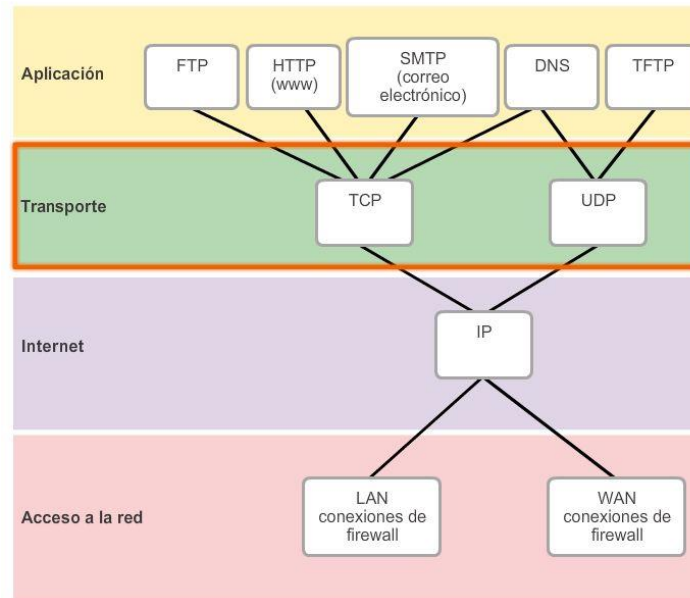 Aplicación
FTP
HTTP
(www)
SMTP
(correo
electrónico)
DNS
TFTP
Transporte
TCP
UDP
Internet
IP
Acceso a la red
LAN
conexiones de
firewall
WAN
conexiones de
firewall